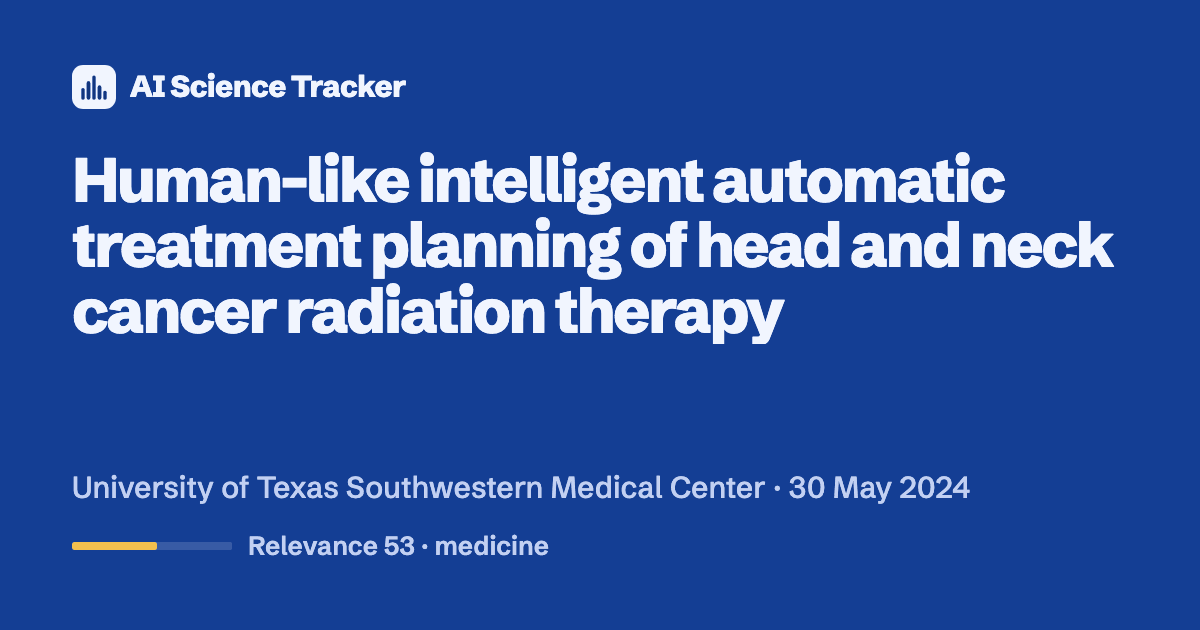 AI Science Tracker
Human-like intelligent automatic
treatment planning of head and neck
cancer radiation therapy
University of Texas Southwestern Medical Center · 30 May 2024
Relevance 53 · medicine